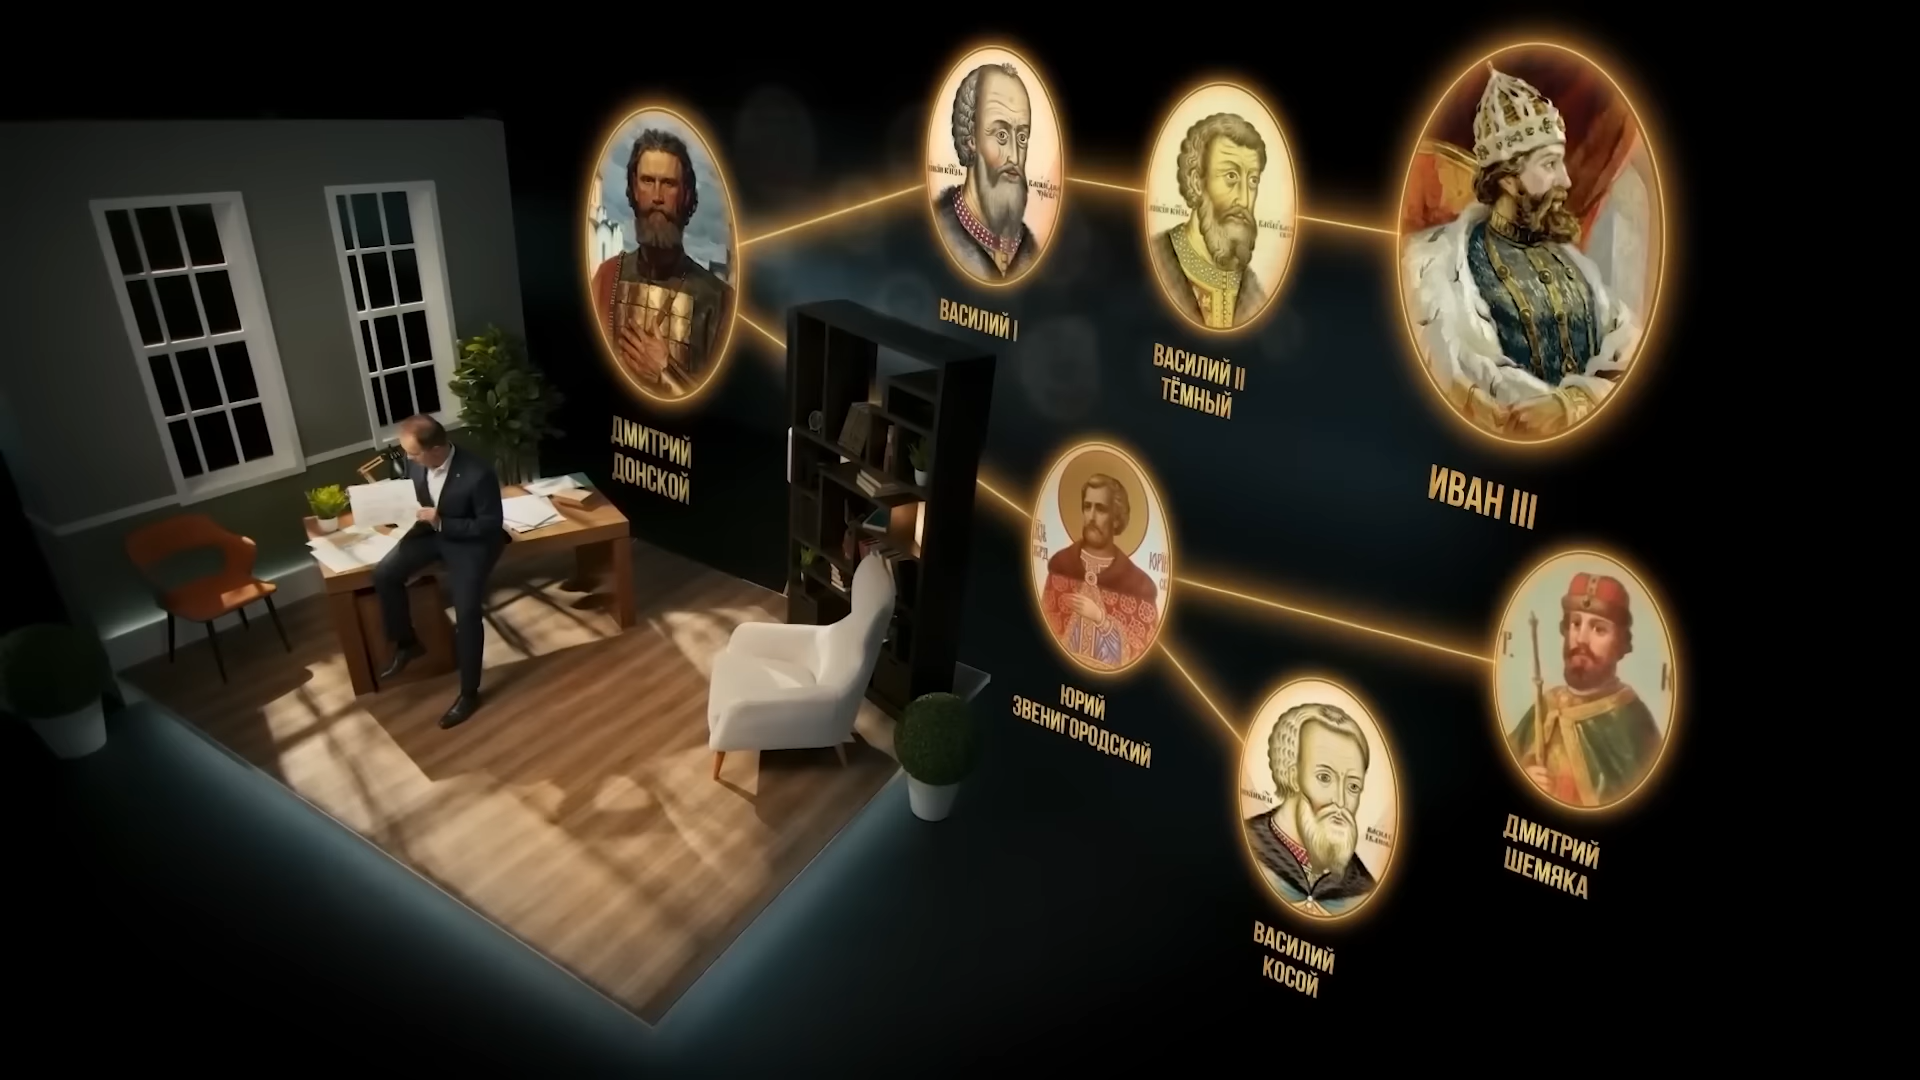 ДМИТРИЙ
ДОНСКОЙ
ВАСИЛИЙ I
ВАСИЛИЙ II
ТЁМНЫЙ
ИВАН III
ЮРИЙ
ЗВЕНИГОРОДСКИЙ
ВАСИЛИЙ
КОСОЙ
ДМИТРИЙ
ШЕМЯКА